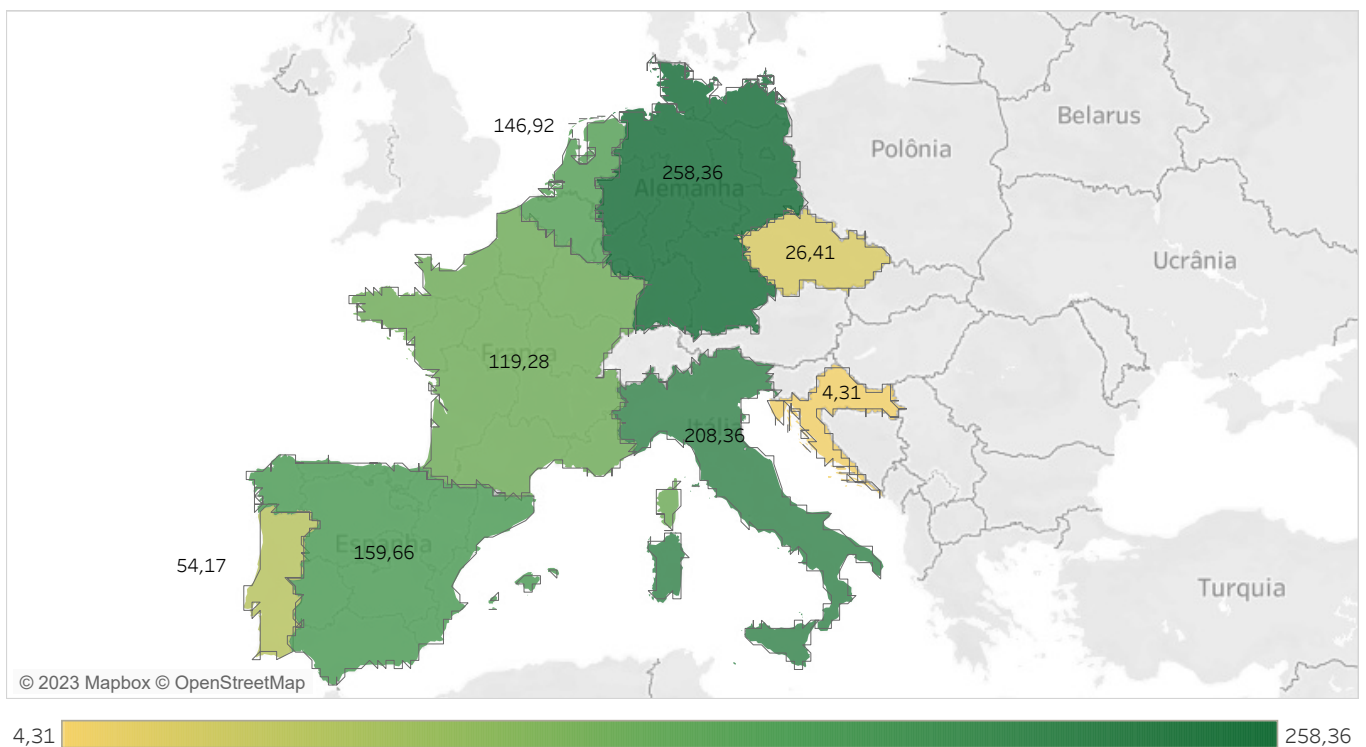 Belarus
146,92
Polônia
258,36
Alemanha
26,41
Ucrânia
França
119,28
4,31
208,36
Itália
Espanha
159,66
54,17
Turquia
© 2023 Mapbox © OpenStreetMap
4,31
258,36